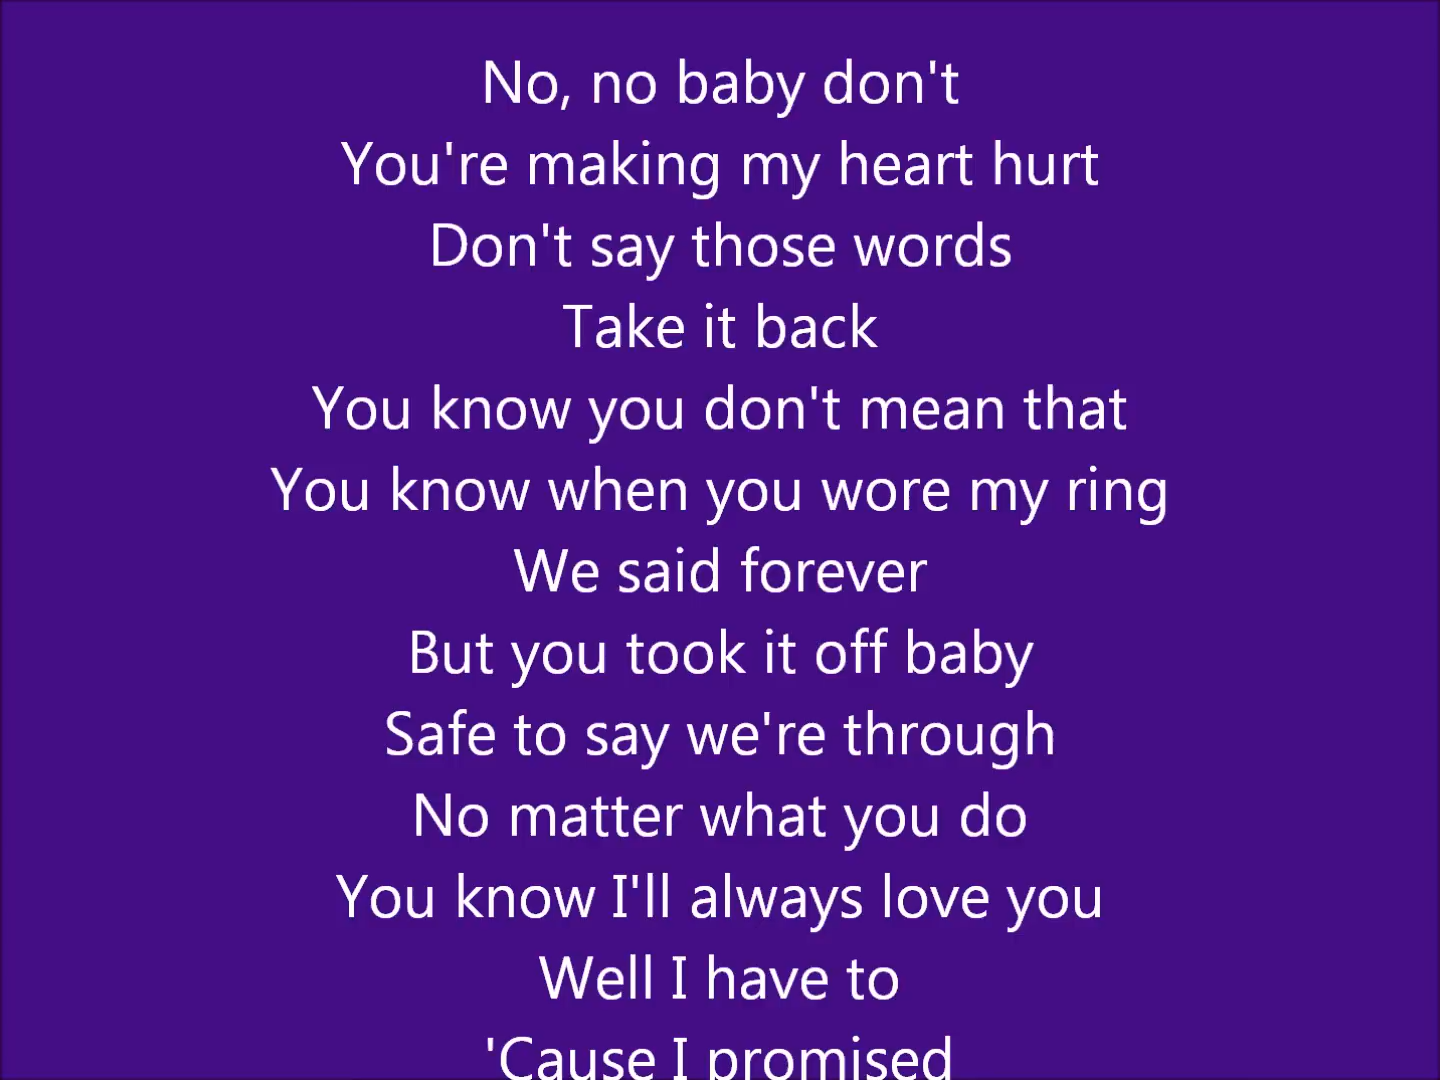 No, no baby don't
You're making my heart hurt
Don't say those words
Take it back
You know you don't mean that
You know when you wore my ring
We said forever
But you took it off baby
Safe to say we're through
No matter what you do
You know I'll always love you
Well I have to
'Cause I promised